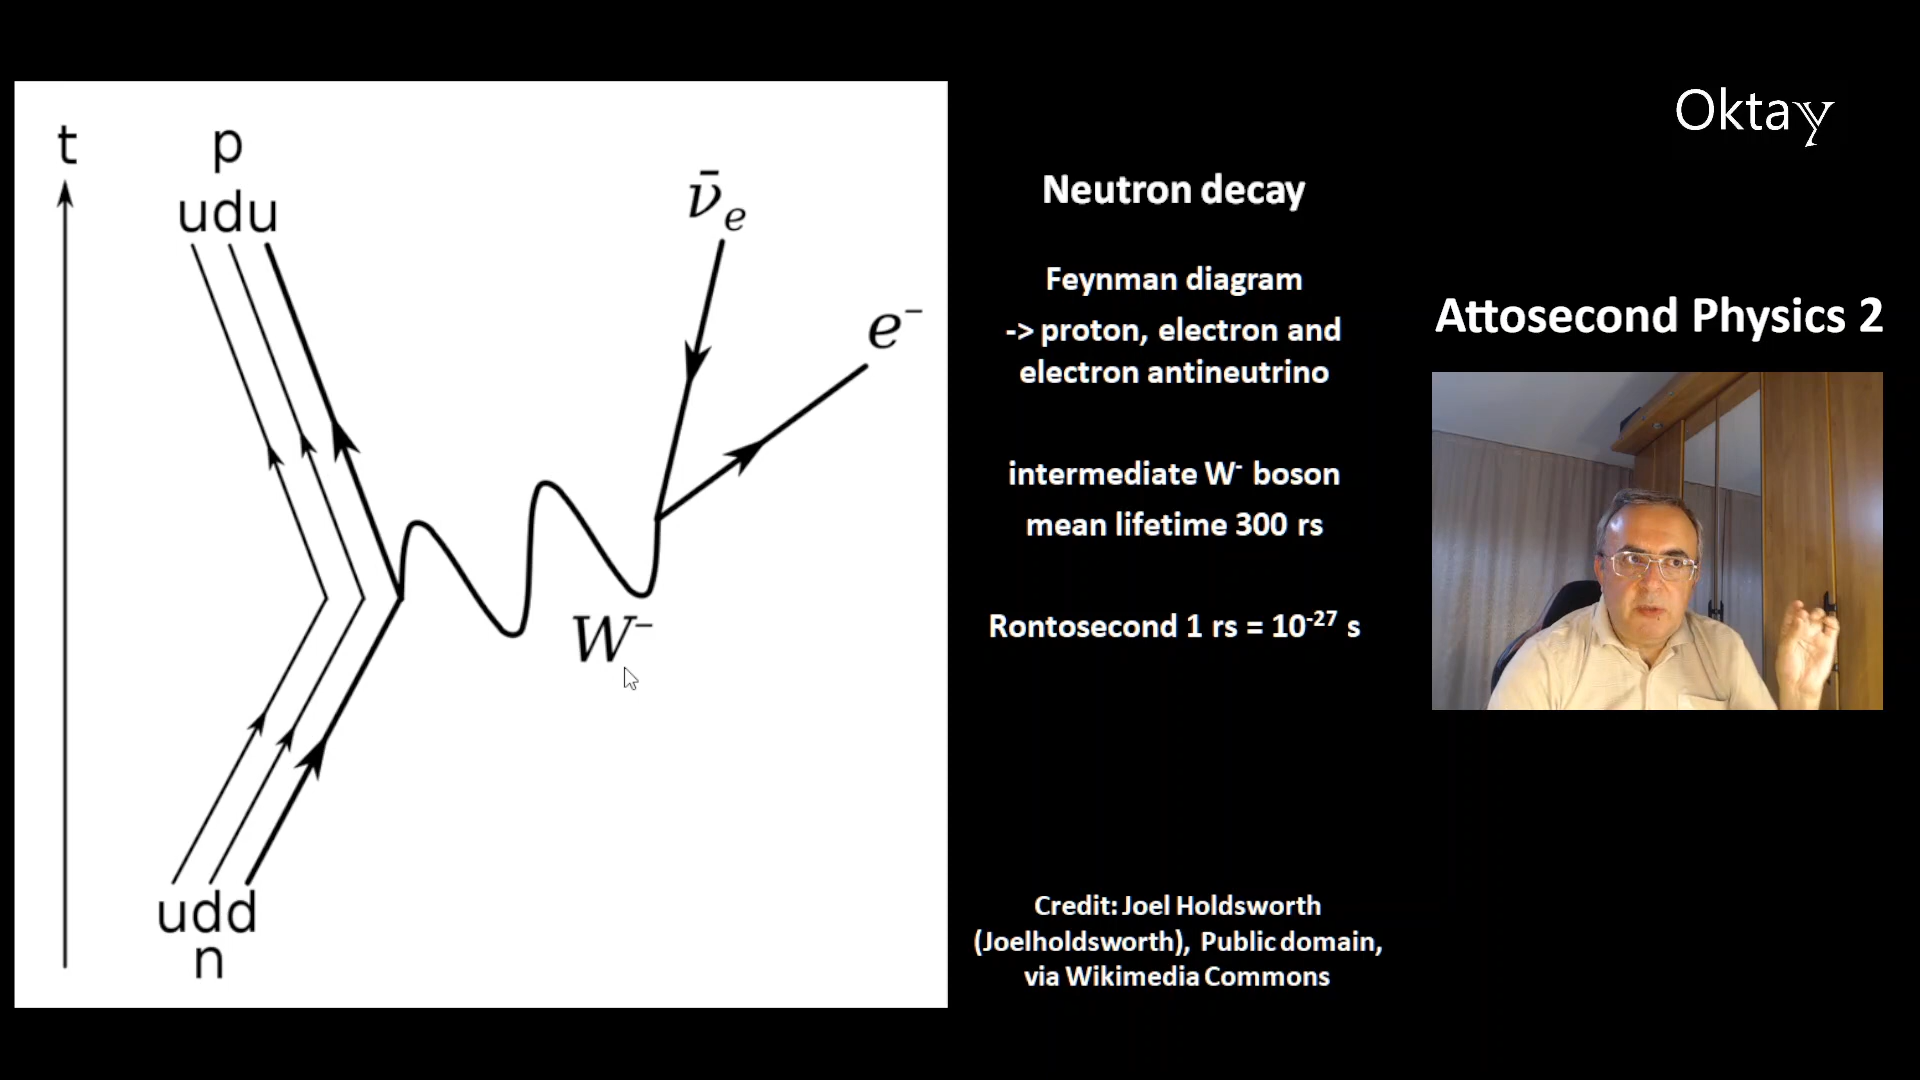 t
p
udu
ν̄e
e⁻
W⁻
udd
n
Neutron decay
Feynman diagram
-> proton, electron and
electron antineutrino
intermediate W⁻ boson
mean lifetime 300 rs
Rontosecond 1 rs = 10⁻²⁷ s
Credit: Joel Holdsworth
(Joelholdsworth), Public domain,
via Wikimedia Commons
Oktay
Attosecond Physics 2